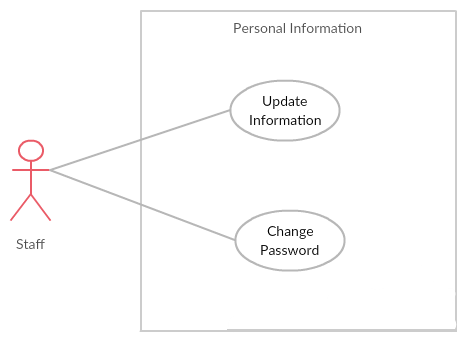 Personal Information
Update
Information
Change
Password
Staff